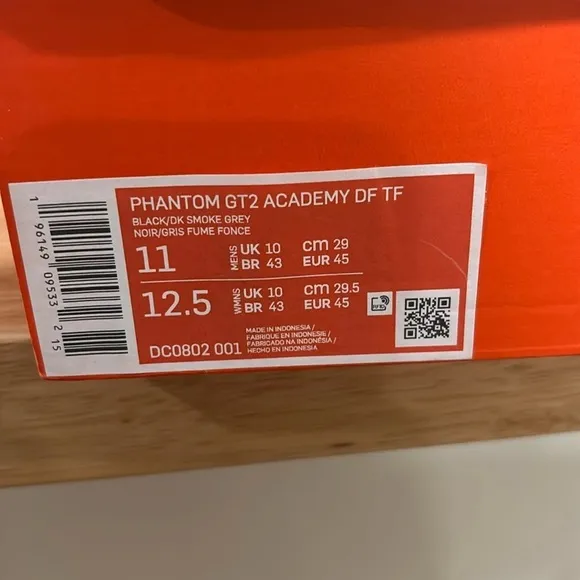 PHANTOM GT2 ACADEMY DF TF
BLACK/DK SMOKE GREY
NOIR/GRIS FUME FONCE
11 MENS UK 10 cm 29
BR 43 EUR 45
12.5 WMNS UK 10 cm 29.5
BR 43 EUR 45
DC0802 001
MADE IN INDONESIA /
FABRIQUE EN INDONESIE /
FABRICADO NA INDONÉSIA /
HECHO EN INDONESIA
RFID
1 96149 09533 2 15